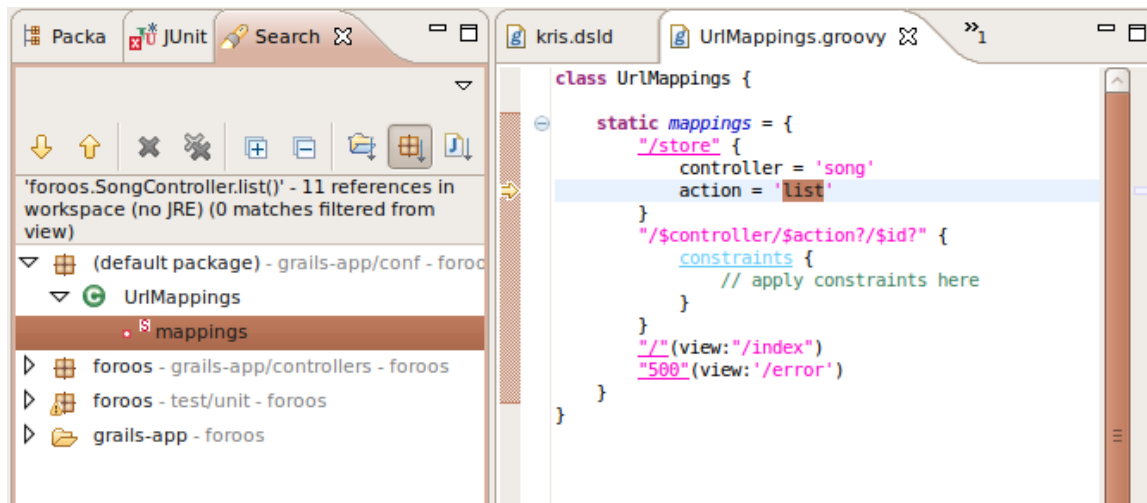 Packa JUnit Search
'foroos.SongController.list()' - 11 references in
workspace (no JRE) (0 matches filtered from
view)
(default package) - grails-app/conf - foroo
UrlMappings
mappings
foroos - grails-app/controllers - foroos
foroos - test/unit - foroos
grails-app - foroos
kris.dsld UrlMappings.groovy »1
class UrlMappings {
static mappings = {
"/store" {
controller = 'song'
action = 'list'
}
"/$controller/$action?/$id?" {
constraints {
// apply constraints here
}
}
"/"(view:"/index")
"500"(view:'/error')
}
}